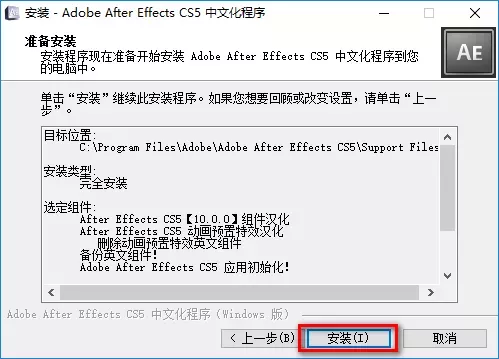 安装 - Adobe After Effects CS5 中文化程序
准备安装
安装程序现在准备开始安装 Adobe After Effects CS5 中文化程序到您
的电脑中。
AE
单击“安装”继续此安装程序。如果您想要回顾或改变设置，请单击“上一
步”。
目标位置:
C:\Program Files\Adobe\Adobe After Effects CS5\Support Files
安装类型:
完全安装
选定组件:
After Effects CS5【10.0.0】组件汉化
After Effects CS5 动画预置特效汉化
删除动画预置特效英文组件
备份英文组件!
Adobe After Effects CS5 应用初始化!
Adobe After Effects CS5 中文化程序 (Windows 版)
< 上一步(B)
安装(I)
取消